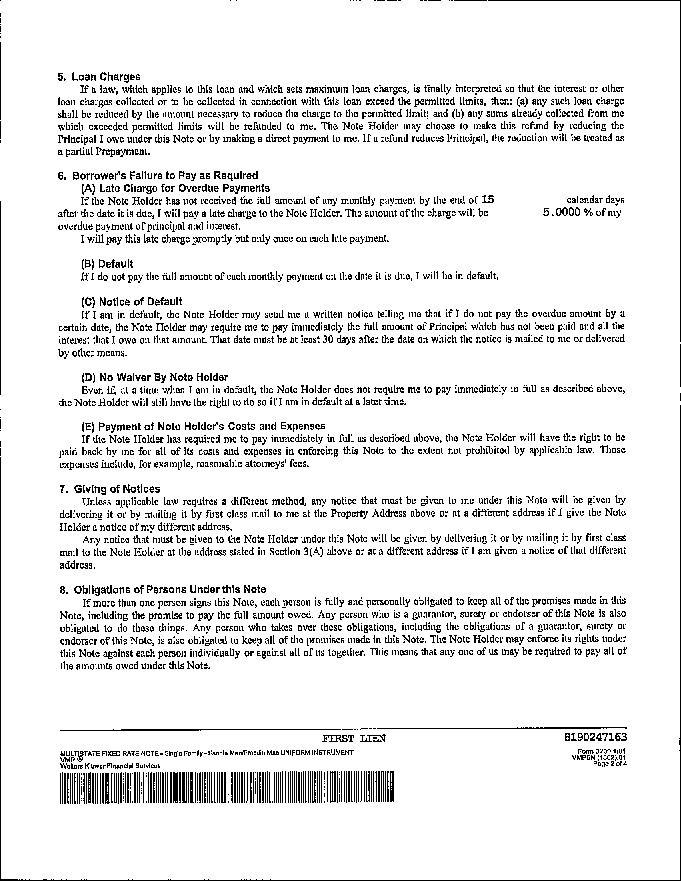 5. Loan Charges
If a law, which applies to this loan and which sets maximum loan charges, is finally interpreted so that the interest or other
loan charges collected or to be collected in connection with this loan exceed the permitted limits, then: (a) any such loan charge
shall be reduced by the amount necessary to reduce the charge to the permitted limit; and (b) any sums already collected from me
which exceeded permitted limits will be refunded to me. The Note Holder may choose to make this refund by reducing the
Principal I owe under this Note or by making a direct payment to me. If a refund reduces Principal, the reduction will be treated as
a partial Prepayment.
6. Borrower's Failure to Pay as Required
(A) Late Charge for Overdue Payments
If the Note Holder has not received the full amount of any monthly payment by the end of 15 calendar days
after the date it is due, I will pay a late charge to the Note Holder. The amount of the charge will be 5.0000 % of my
overdue payment of principal and interest.
I will pay this late charge promptly but only once on each late payment.
(B) Default
If I do not pay the full amount of each monthly payment on the date it is due, I will be in default.
(C) Notice of Default
If I am in default, the Note Holder may send me a written notice telling me that if I do not pay the overdue amount by a
certain date, the Note Holder may require me to pay immediately the full amount of Principal which has not been paid and all the
interest that I owe on that amount. That date must be at least 30 days after the date on which the notice is mailed to me or delivered
by other means.
(D) No Waiver By Note Holder
Even if, at a time when I am in default, the Note Holder does not require me to pay immediately in full as described above,
the Note Holder will still have the right to do so if I am in default at a later time.
(E) Payment of Note Holder's Costs and Expenses
If the Note Holder has required me to pay immediately in full as described above, the Note Holder will have the right to be
paid back by me for all of its costs and expenses in enforcing this Note to the extent not prohibited by applicable law. Those
expenses include, for example, reasonable attorneys' fees.
7. Giving of Notices
Unless applicable law requires a different method, any notice that must be given to me under this Note will be given by
delivering it or by mailing it by first class mail to me at the Property Address above or at a different address if I give the Note
Holder a notice of my different address.
Any notice that must be given to the Note Holder under this Note will be given by delivering it or by mailing it by first class
mail to the Note Holder at the address stated in Section 3(A) above or at a different address if I am given a notice of that different
address.
8. Obligations of Persons Under this Note
If more than one person signs this Note, each person is fully and personally obligated to keep all of the promises made in this
Note, including the promise to pay the full amount owed. Any person who is a guarantor, surety or endorser of this Note is also
obligated to do these things. Any person who takes over these obligations, including the obligations of a guarantor, surety or
endorser of this Note, is also obligated to keep all of the promises made in this Note. The Note Holder may enforce its rights under
this Note against each person individually or against all of us together. This means that any one of us may be required to pay all of
the amounts owed under this Note.
FIRST LIEN 8190247163
MULTISTATE FIXED RATE NOTE - Single Family - Fannie Mae/Freddie Mac UNIFORM INSTRUMENT Form 3200 1/01
VMP ® VMP5N (1302).01
Wolters Kluwer Financial Services Page 2 of 4